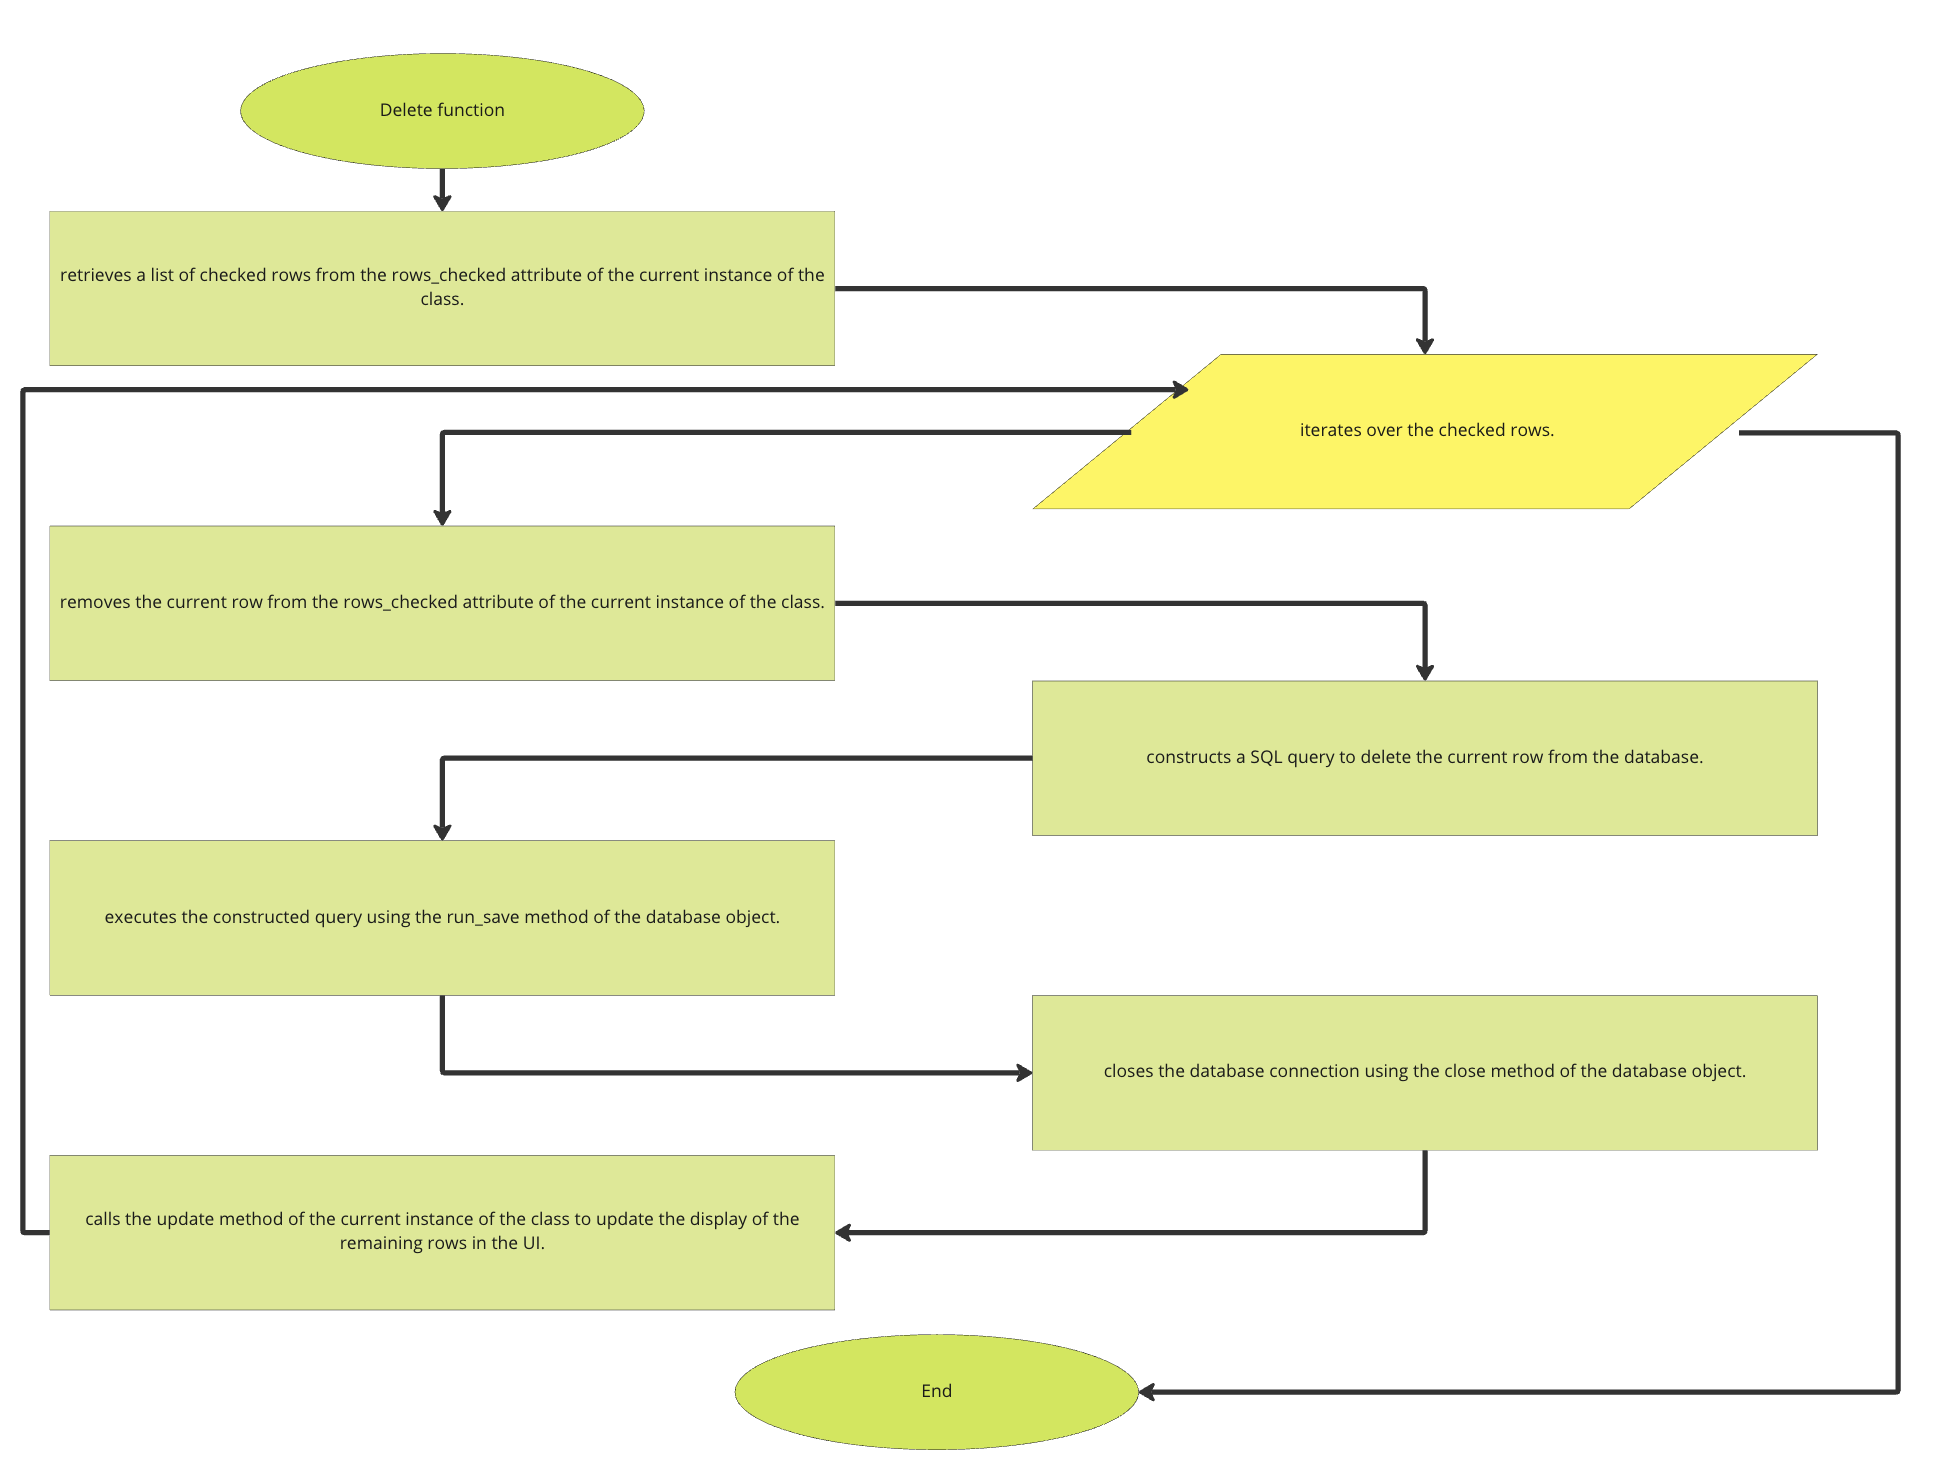 Delete function
retrieves a list of checked rows from the rows_checked attribute of the current instance of the
class.
iterates over the checked rows.
removes the current row from the rows_checked attribute of the current instance of the class.
constructs a SQL query to delete the current row from the database.
executes the constructed query using the run_save method of the database object.
closes the database connection using the close method of the database object.
calls the update method of the current instance of the class to update the display of the
remaining rows in the UI.
End